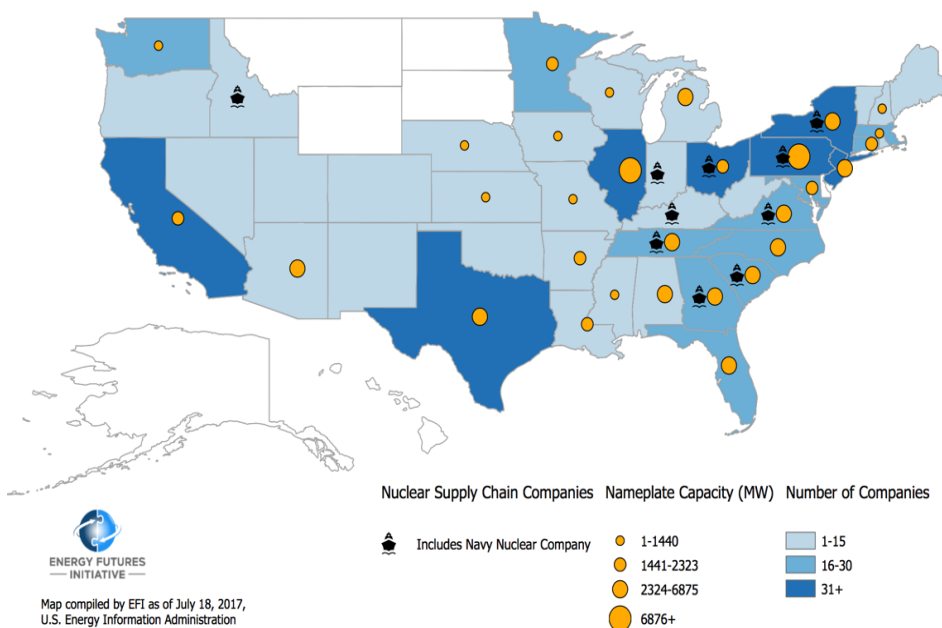 Nuclear Supply Chain Companies
Includes Navy Nuclear Company
Nameplate Capacity (MW)
1-1440
1441-2323
2324-6875
6876+
Number of Companies
1-15
16-30
31+
ENERGY FUTURES
INITIATIVE
Map compiled by EFI as of July 18, 2017,
U.S. Energy Information Administration